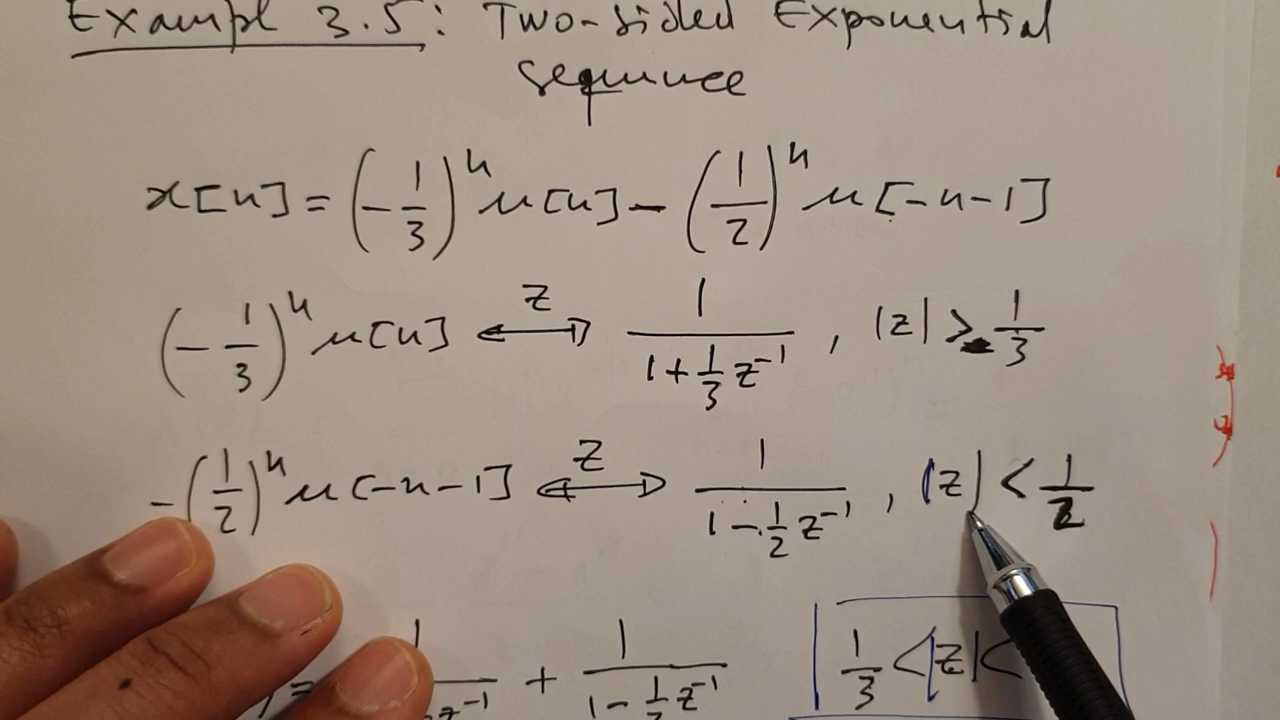 Example 3.5: Two-sided Exponential
sequence
x[n] = (-1/3)^n u[n] - (1/2)^n u[-n-1]
(-1/3)^n u[n] ⟷ Z 1/(1+1/3 z^-1) , |z| > 1/3
-(1/2)^n u[-n-1] ⟷ Z 1/(1-1/2 z^-1) , |z| < 1/2
= 1/ z^-1 + 1/(1- z^-1) 1/3 <|z|<